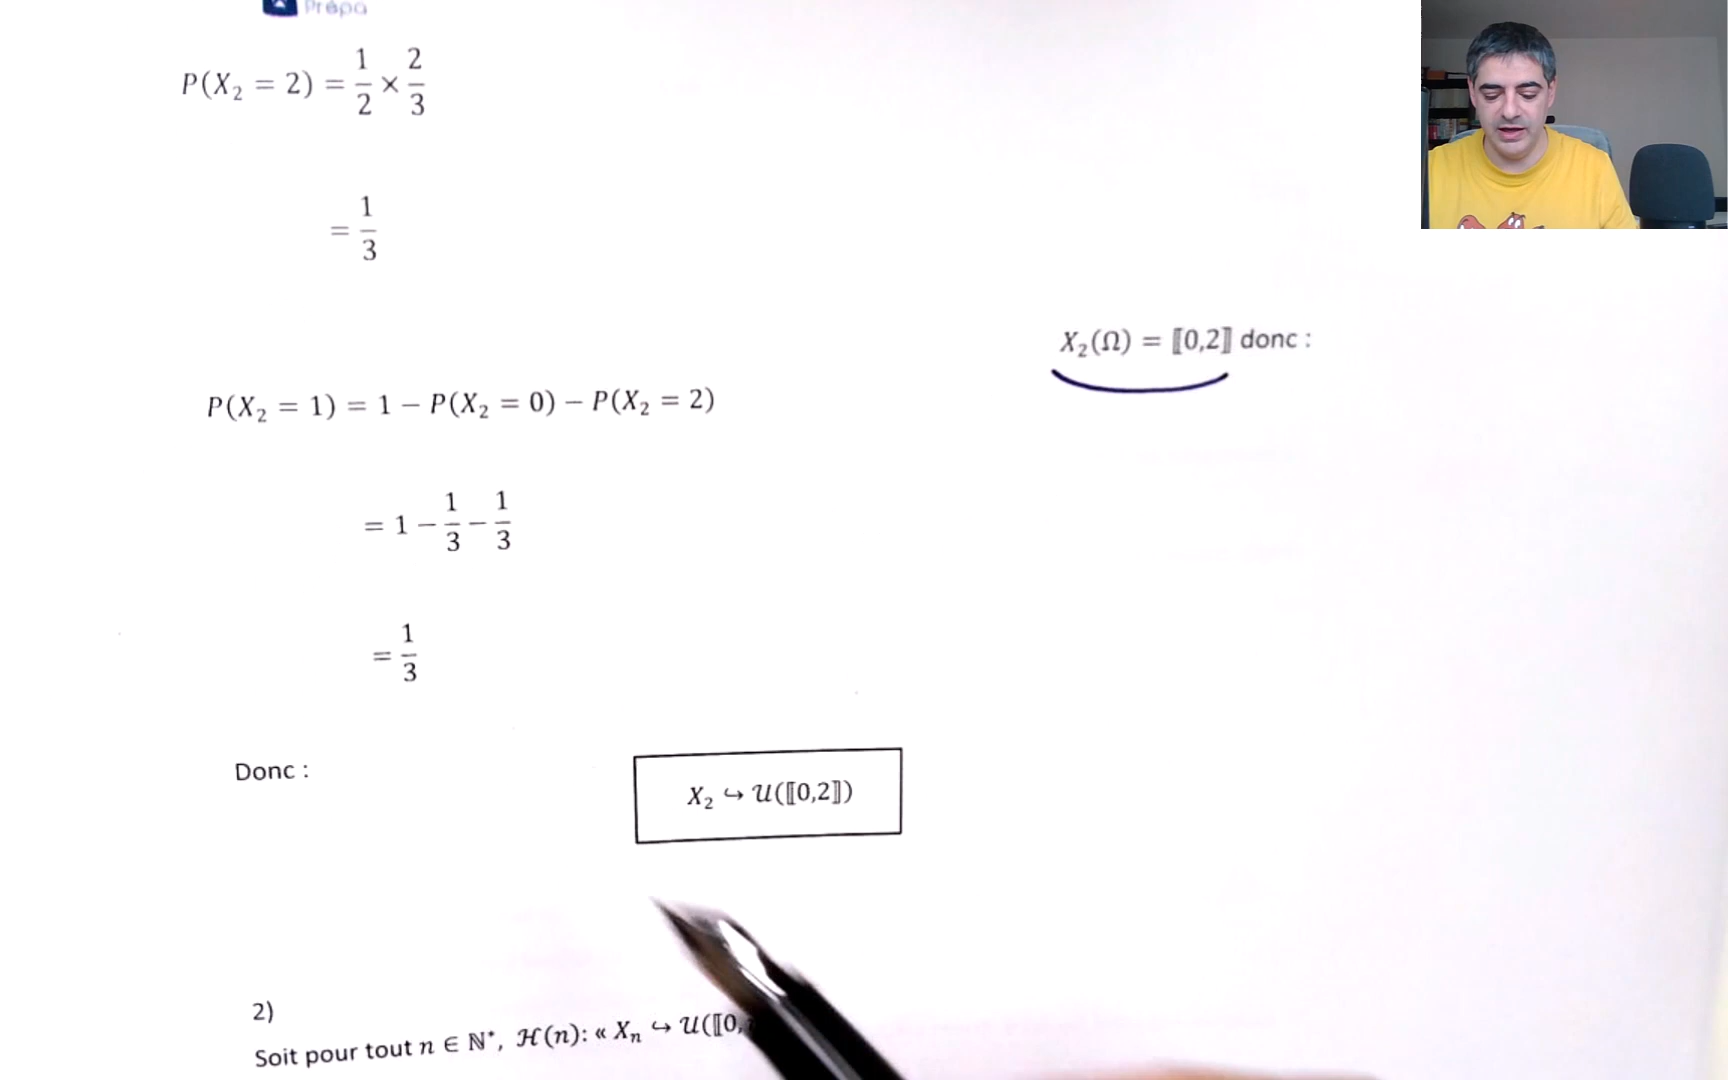 Prépa
P(X₂ = 2) = 1/2 × 2/3
= 1/3
X₂(Ω) = ⟦0,2⟧ donc :
P(X₂ = 1) = 1 − P(X₂ = 0) − P(X₂ = 2)
= 1 − 1/3 − 1/3
= 1/3
Donc :
X₂ ↪ 𝒰(⟦0,2⟧)
2)
Soit pour tout n ∈ ℕ*, ℋ(n): « Xₙ ↪ 𝒰(⟦0,